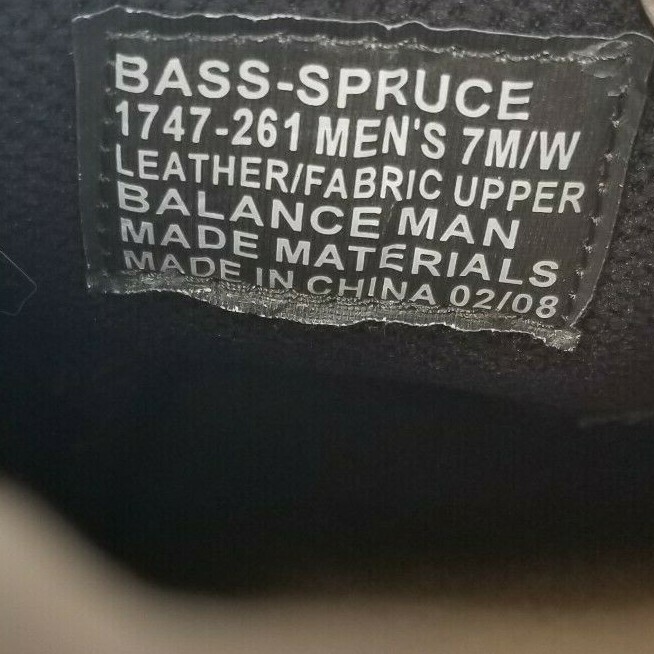 BASS-SPRUCE
1747-261 MEN'S 7M/W
LEATHER/FABRIC UPPER
BALANCE MAN
MADE MATERIALS
MADE IN CHINA 02/08